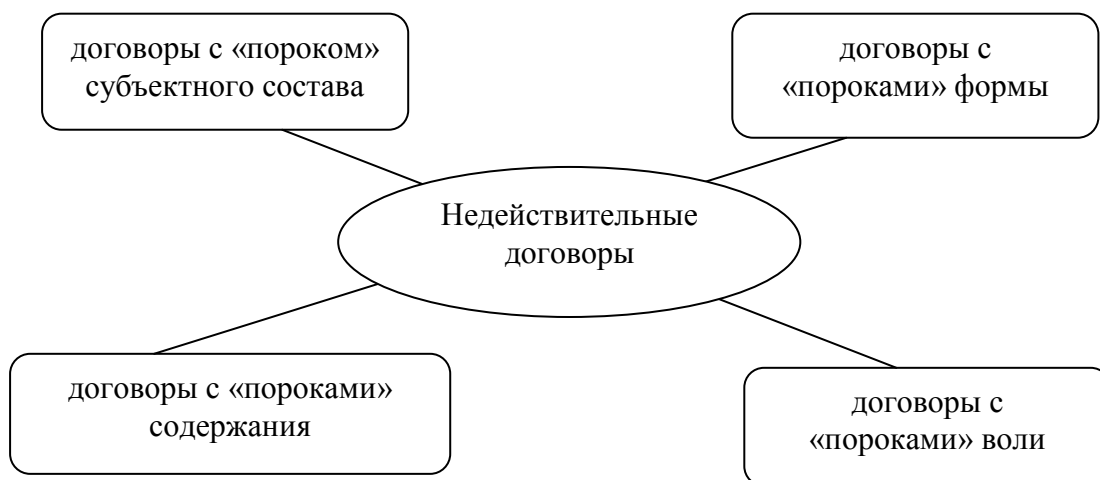 договоры с «пороком»
субъектного состава
договоры с
«пороками» формы
Недействительные
договоры
договоры с «пороками»
содержания
договоры с
«пороками» воли